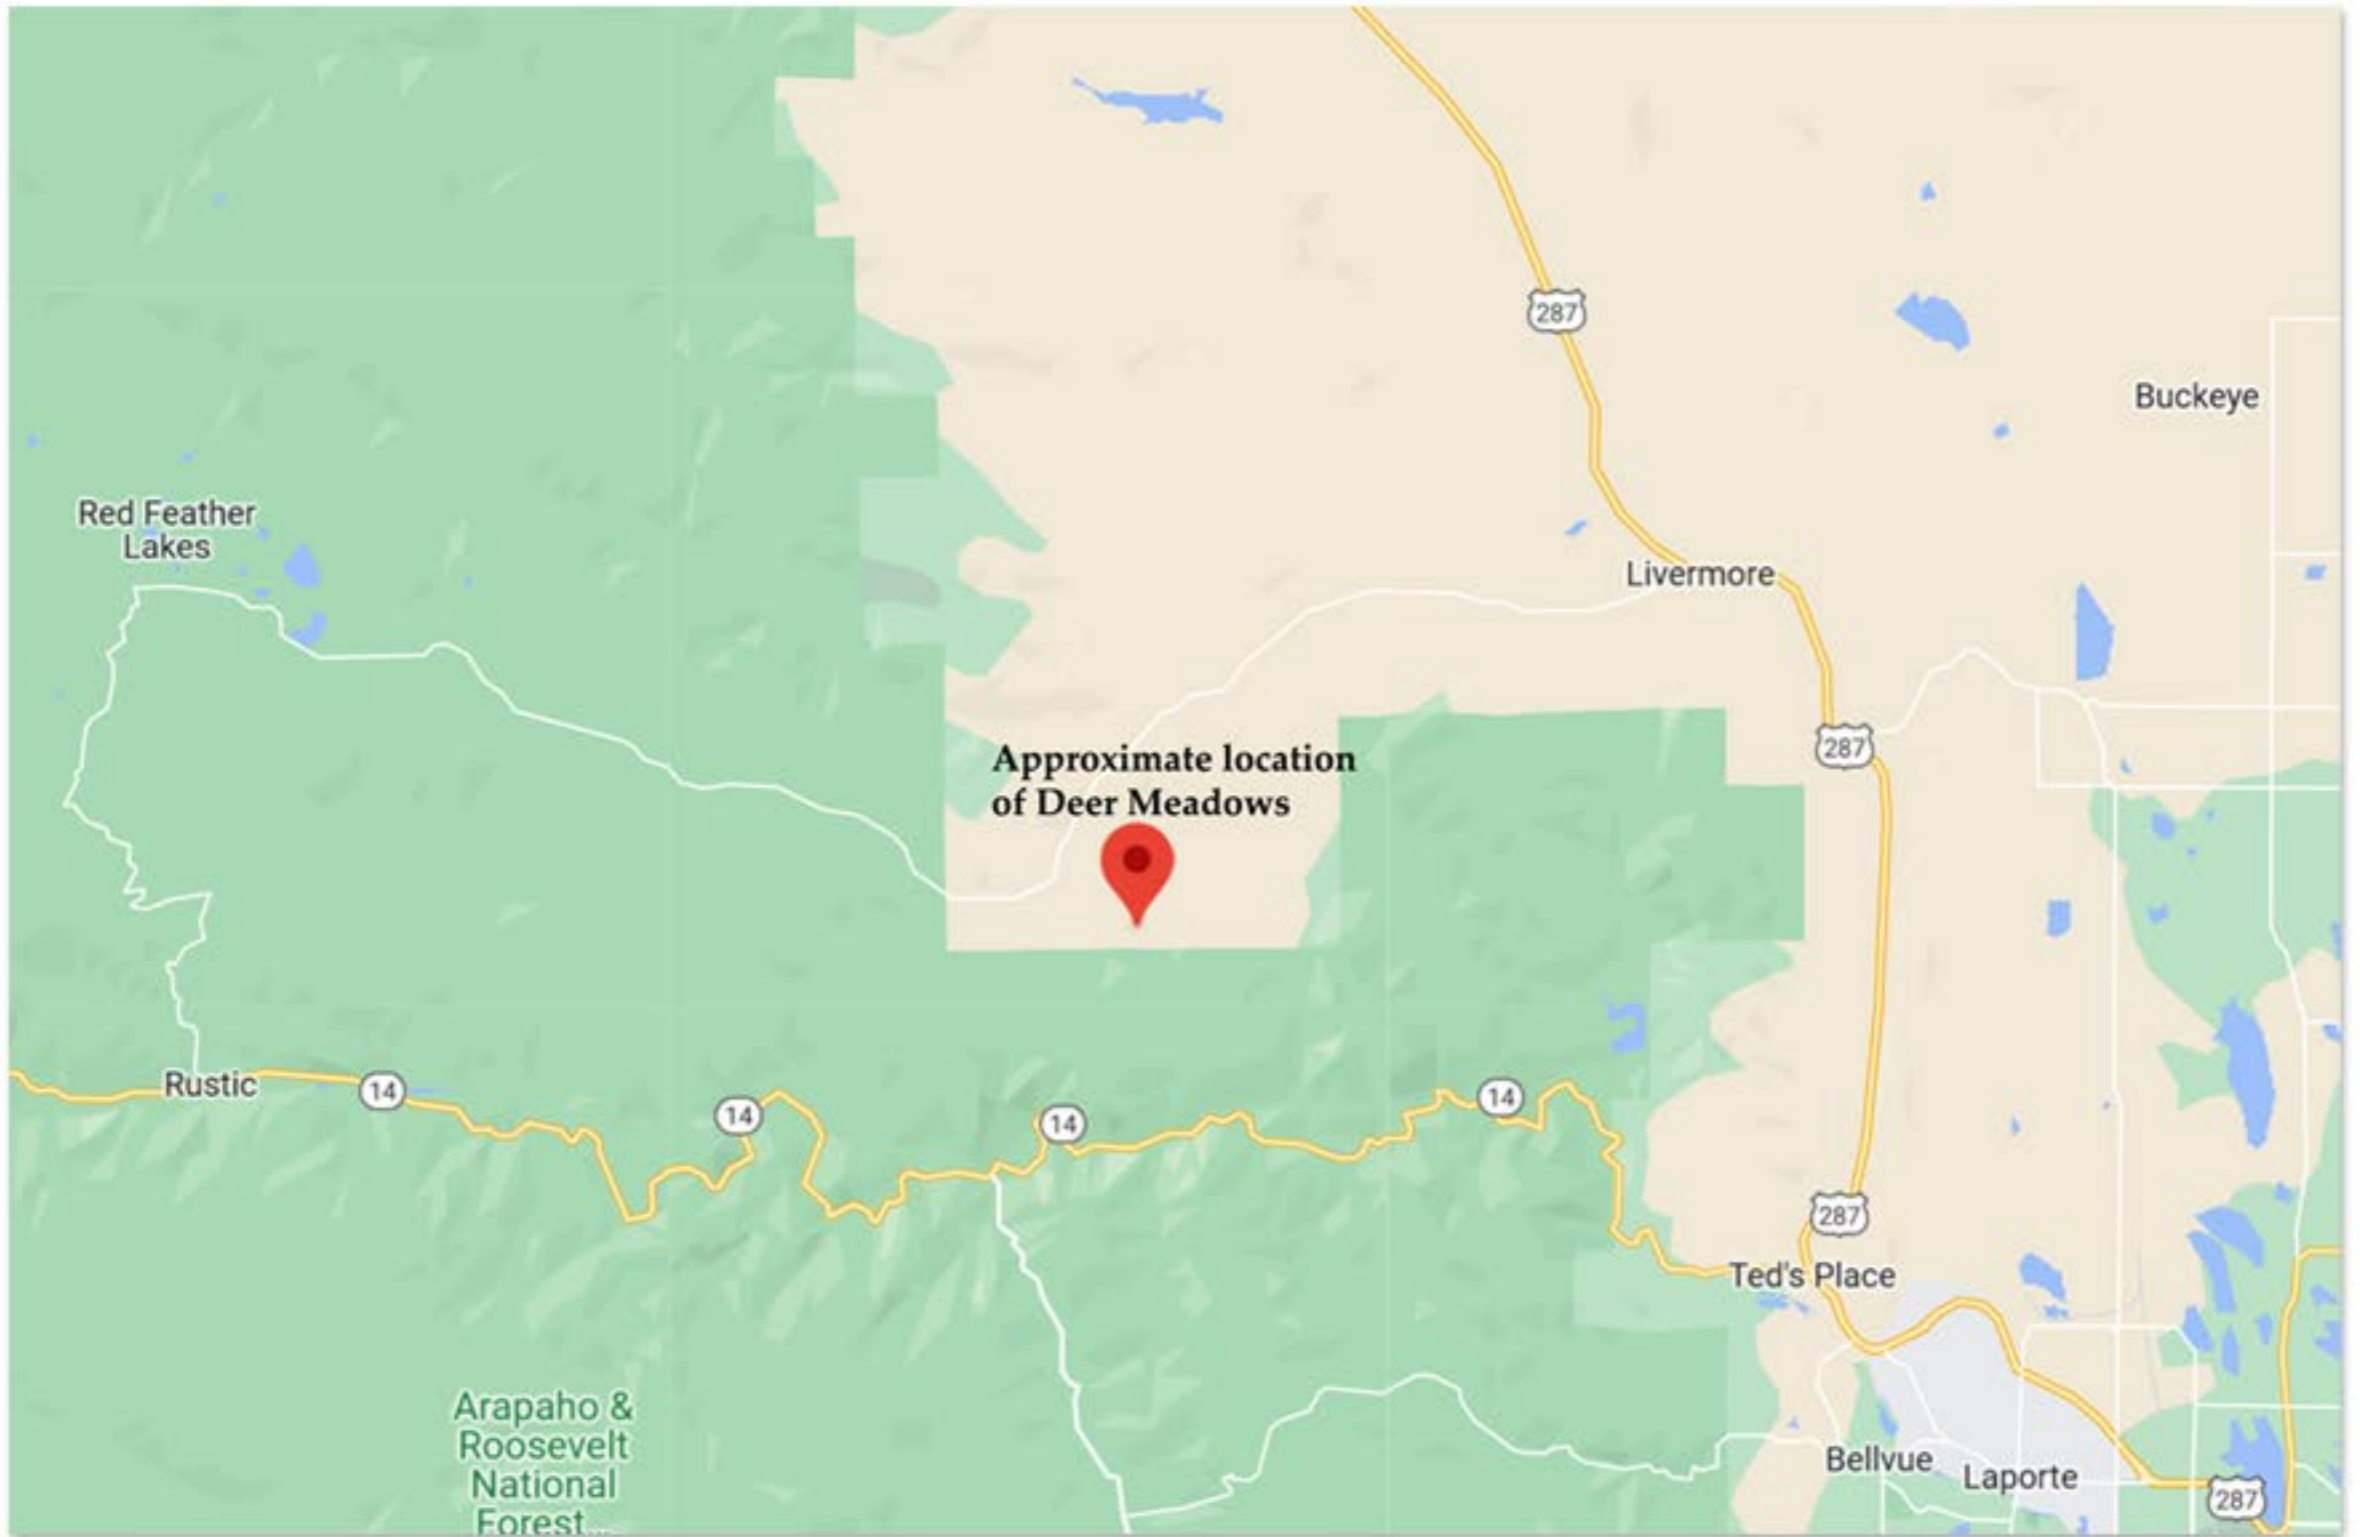 287
Buckeye
Red Feather
Lakes
Livermore
287
Approximate location
of Deer Meadows
Rustic
14
14
14
14
287
Ted's Place
Arapaho &
Roosevelt
National
Forest...
Bellvue
Laporte
287